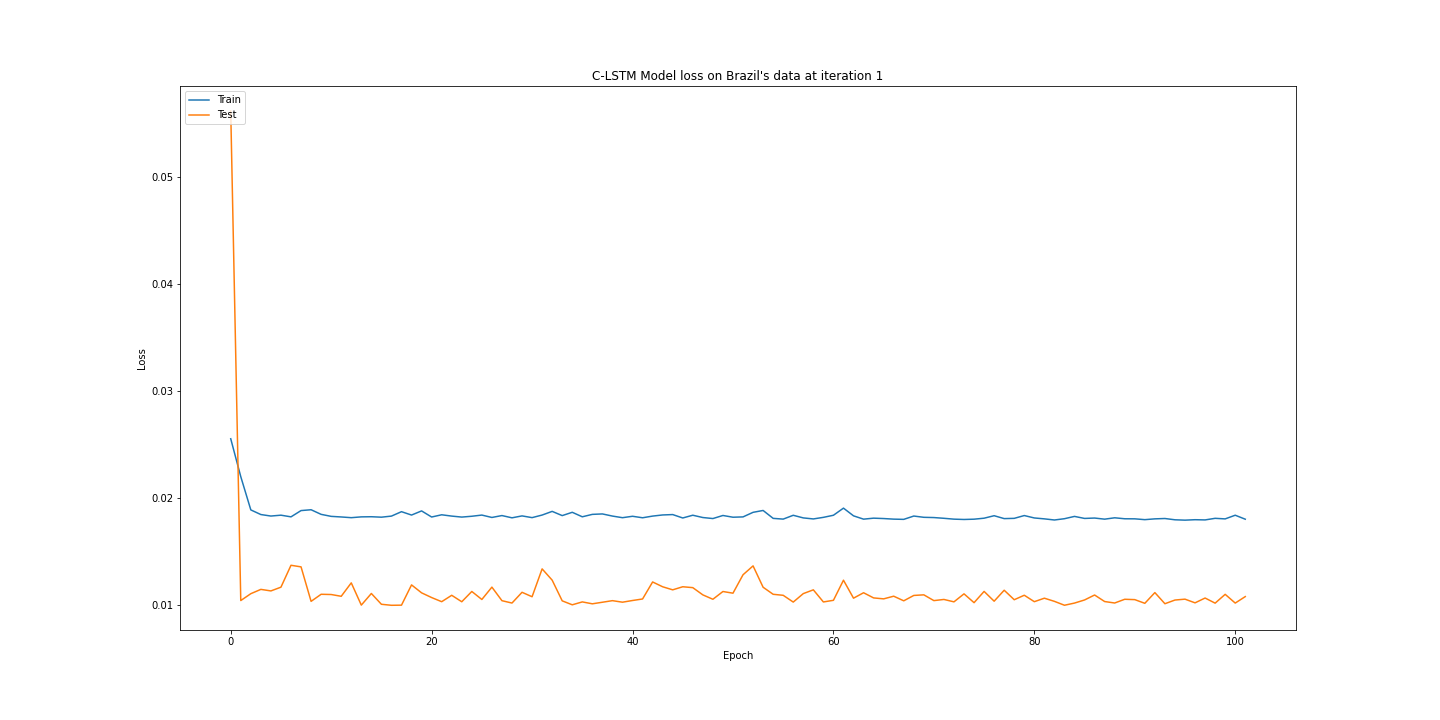 C-LSTM Model loss on Brazil's data at iteration 1
Train
Test
0.05
0.04
0.03
0.02
0.01
Loss
0 20 40 60 80 100
Epoch